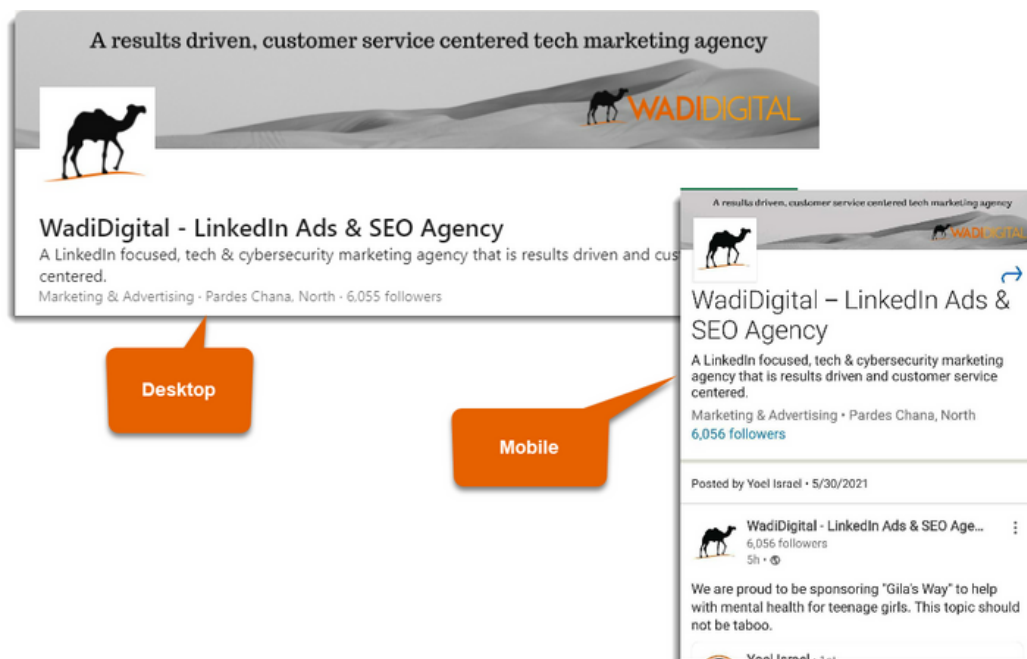 A results driven, customer service centered tech marketing agency
WADIDIGITAL
WadiDigital - LinkedIn Ads & SEO Agency
A LinkedIn focused, tech & cybersecurity marketing agency that is results driven and cus
centered.
Marketing & Advertising · Pardes Chana, North · 6,055 followers
Desktop
Mobile
A results driven, customer service centered tech marketing agency
WADIDIGITAL
WadiDigital – LinkedIn Ads &
SEO Agency
A LinkedIn focused, tech & cybersecurity marketing
agency that is results driven and customer service
centered.
Marketing & Advertising • Pardes Chana, North
6,056 followers
Posted by Yoel Israel • 5/30/2021
WadiDigital - LinkedIn Ads & SEO Age...
6,056 followers
5h •
We are proud to be sponsoring "Gila's Way" to help
with mental health for teenage girls. This topic should
not be taboo.
Yoel Israel